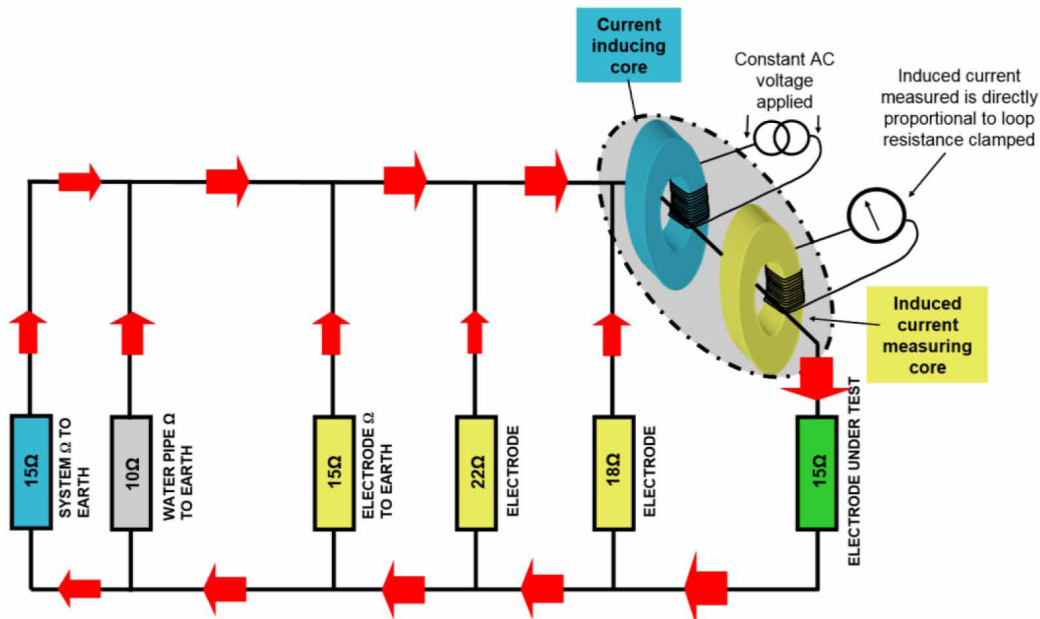 Current
inducing
core
Constant AC
voltage
applied
Induced current
measured is directly
proportional to loop
resistance clamped
Induced
current
measuring
core
15Ω
SYSTEM Ω TO
EARTH
10Ω
WATER PIPE Ω
TO EARTH
15Ω
ELECTRODE Ω
TO EARTH
22Ω
ELECTRODE
18Ω
ELECTRODE
15Ω
ELECTRODE UNDER TEST